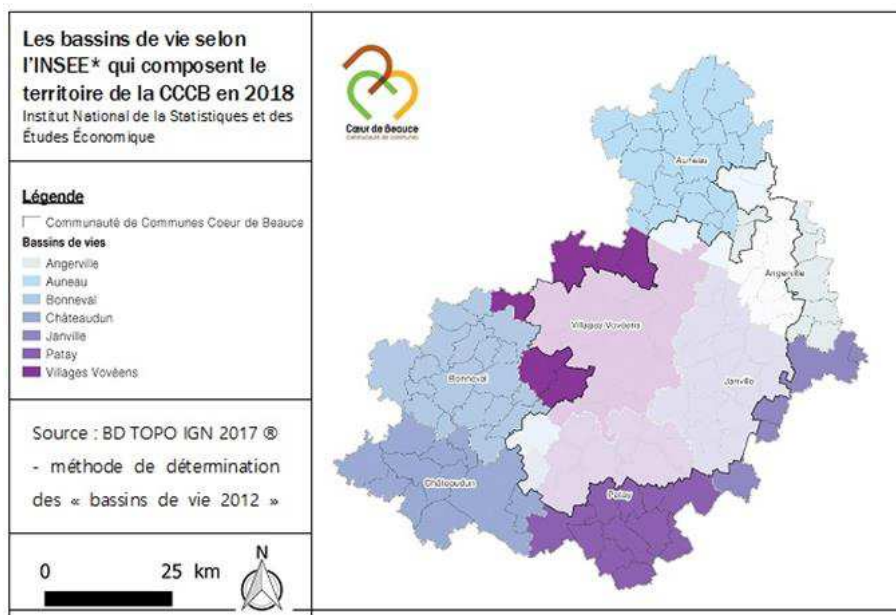 Les bassins de vie selon
l'INSEE* qui composent le
territoire de la CCCB en 2018
Institut National de la Statistiques et des
Études Économique
Légende
Communauté de Communes Coeur de Beauce
Bassins de vies
Angerville
Auneau
Bonneval
Châteaudun
Janville
Patay
Villages Vovéens
Source : BD TOPO IGN 2017 ®
- méthode de détermination
des « bassins de vie 2012 »
0 25 km
N
Cœur de Beauce
communauté de communes
Auneau
Angerville
Villages Vovéens
Bonneval
Janville
Châteaudun
Patay